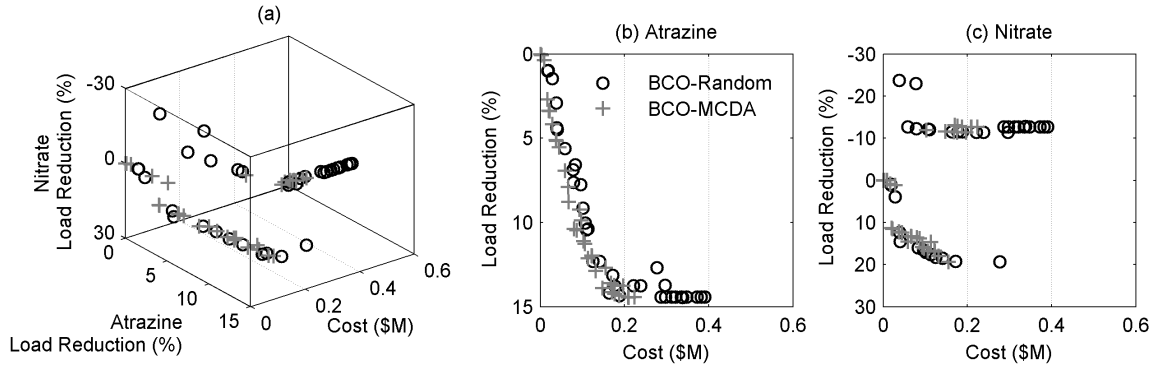 (a)
-30
0
30
Nitrate
Load Reduction (%)
0
5
10
15
Atrazine
Load Reduction (%)
0
0.2
0.4
0.6
Cost ($M)
(b) Atrazine
0
5
10
15
Load Reduction (%)
BCO-Random
BCO-MCDA
0 0.2 0.4 0.6
Cost ($M)
(c) Nitrate
-30
-20
-10
0
10
20
30
Load Reduction (%)
0 0.2 0.4 0.6
Cost ($M)